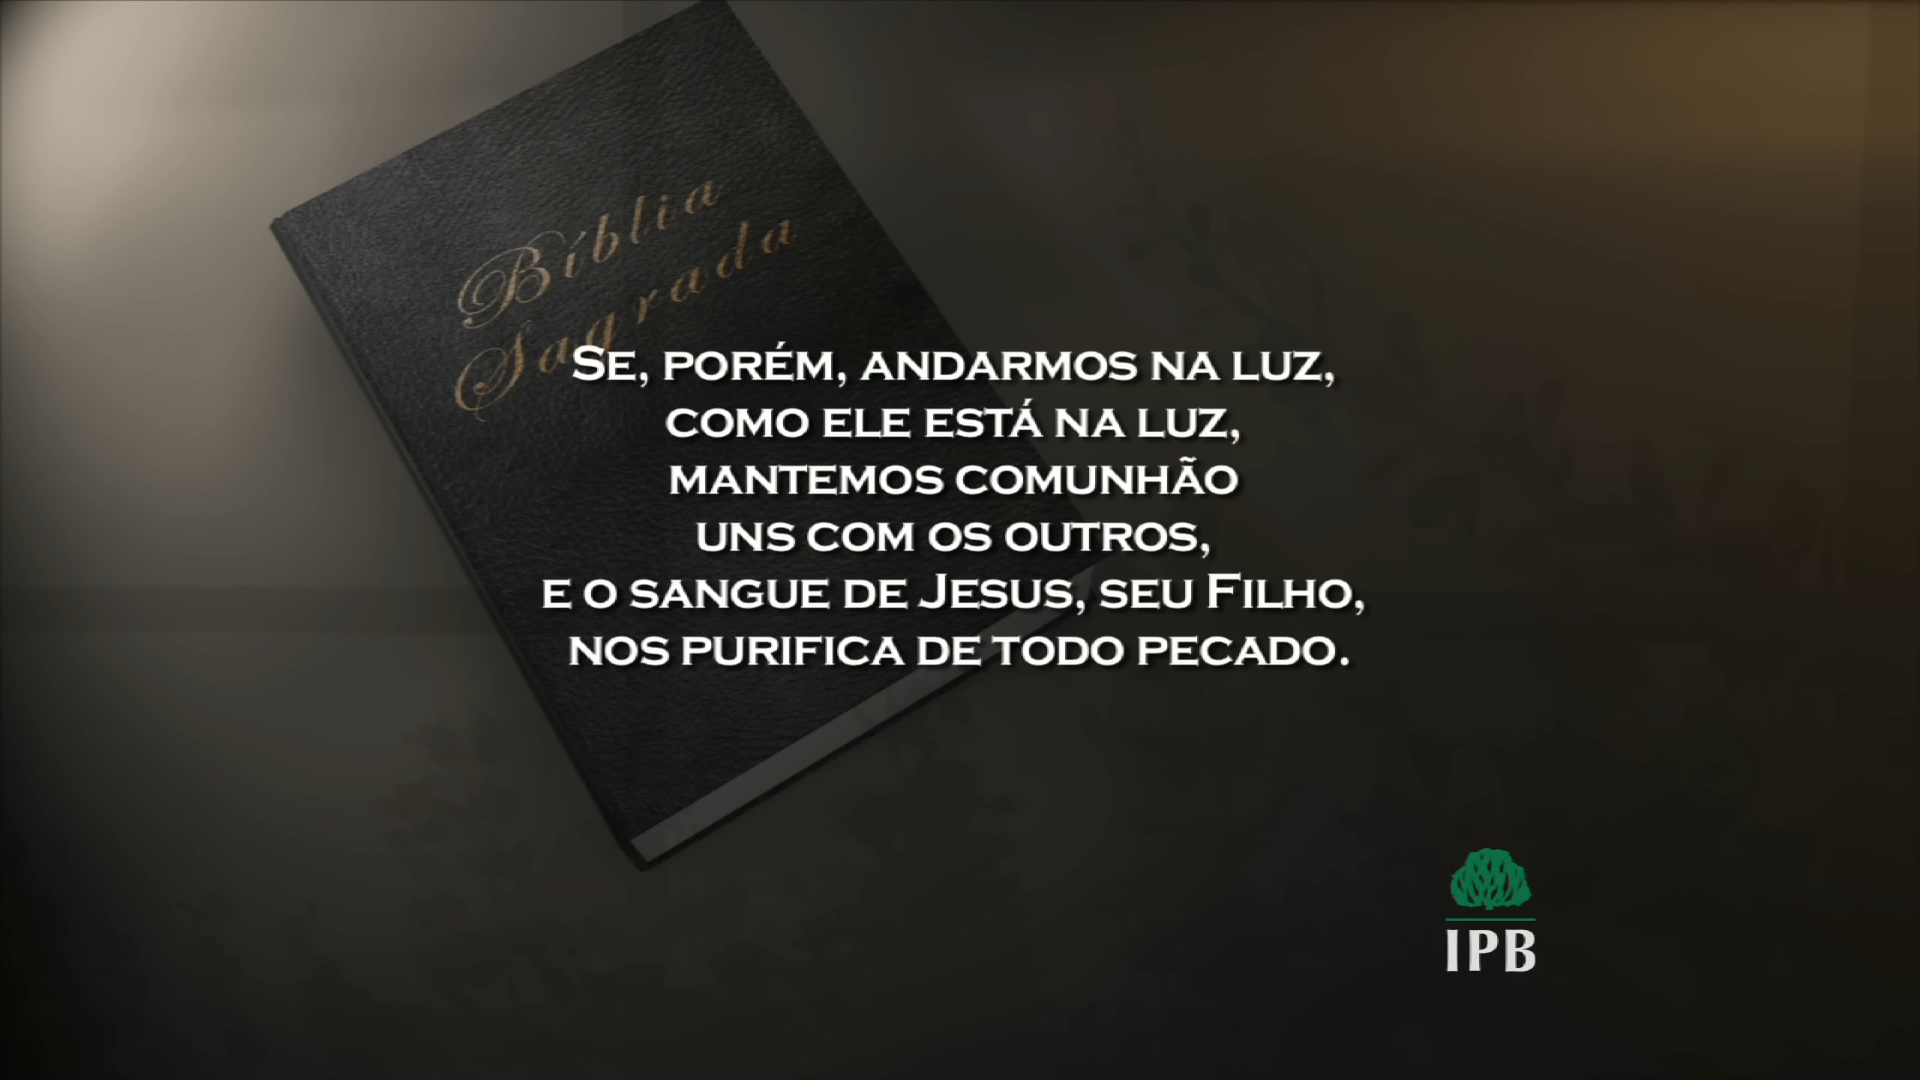 Bíblia
Sagrada
Se, porém, andarmos na luz,
como ele está na luz,
mantemos comunhão
uns com os outros,
e o sangue de Jesus, seu Filho,
nos purifica de todo pecado.
IPB